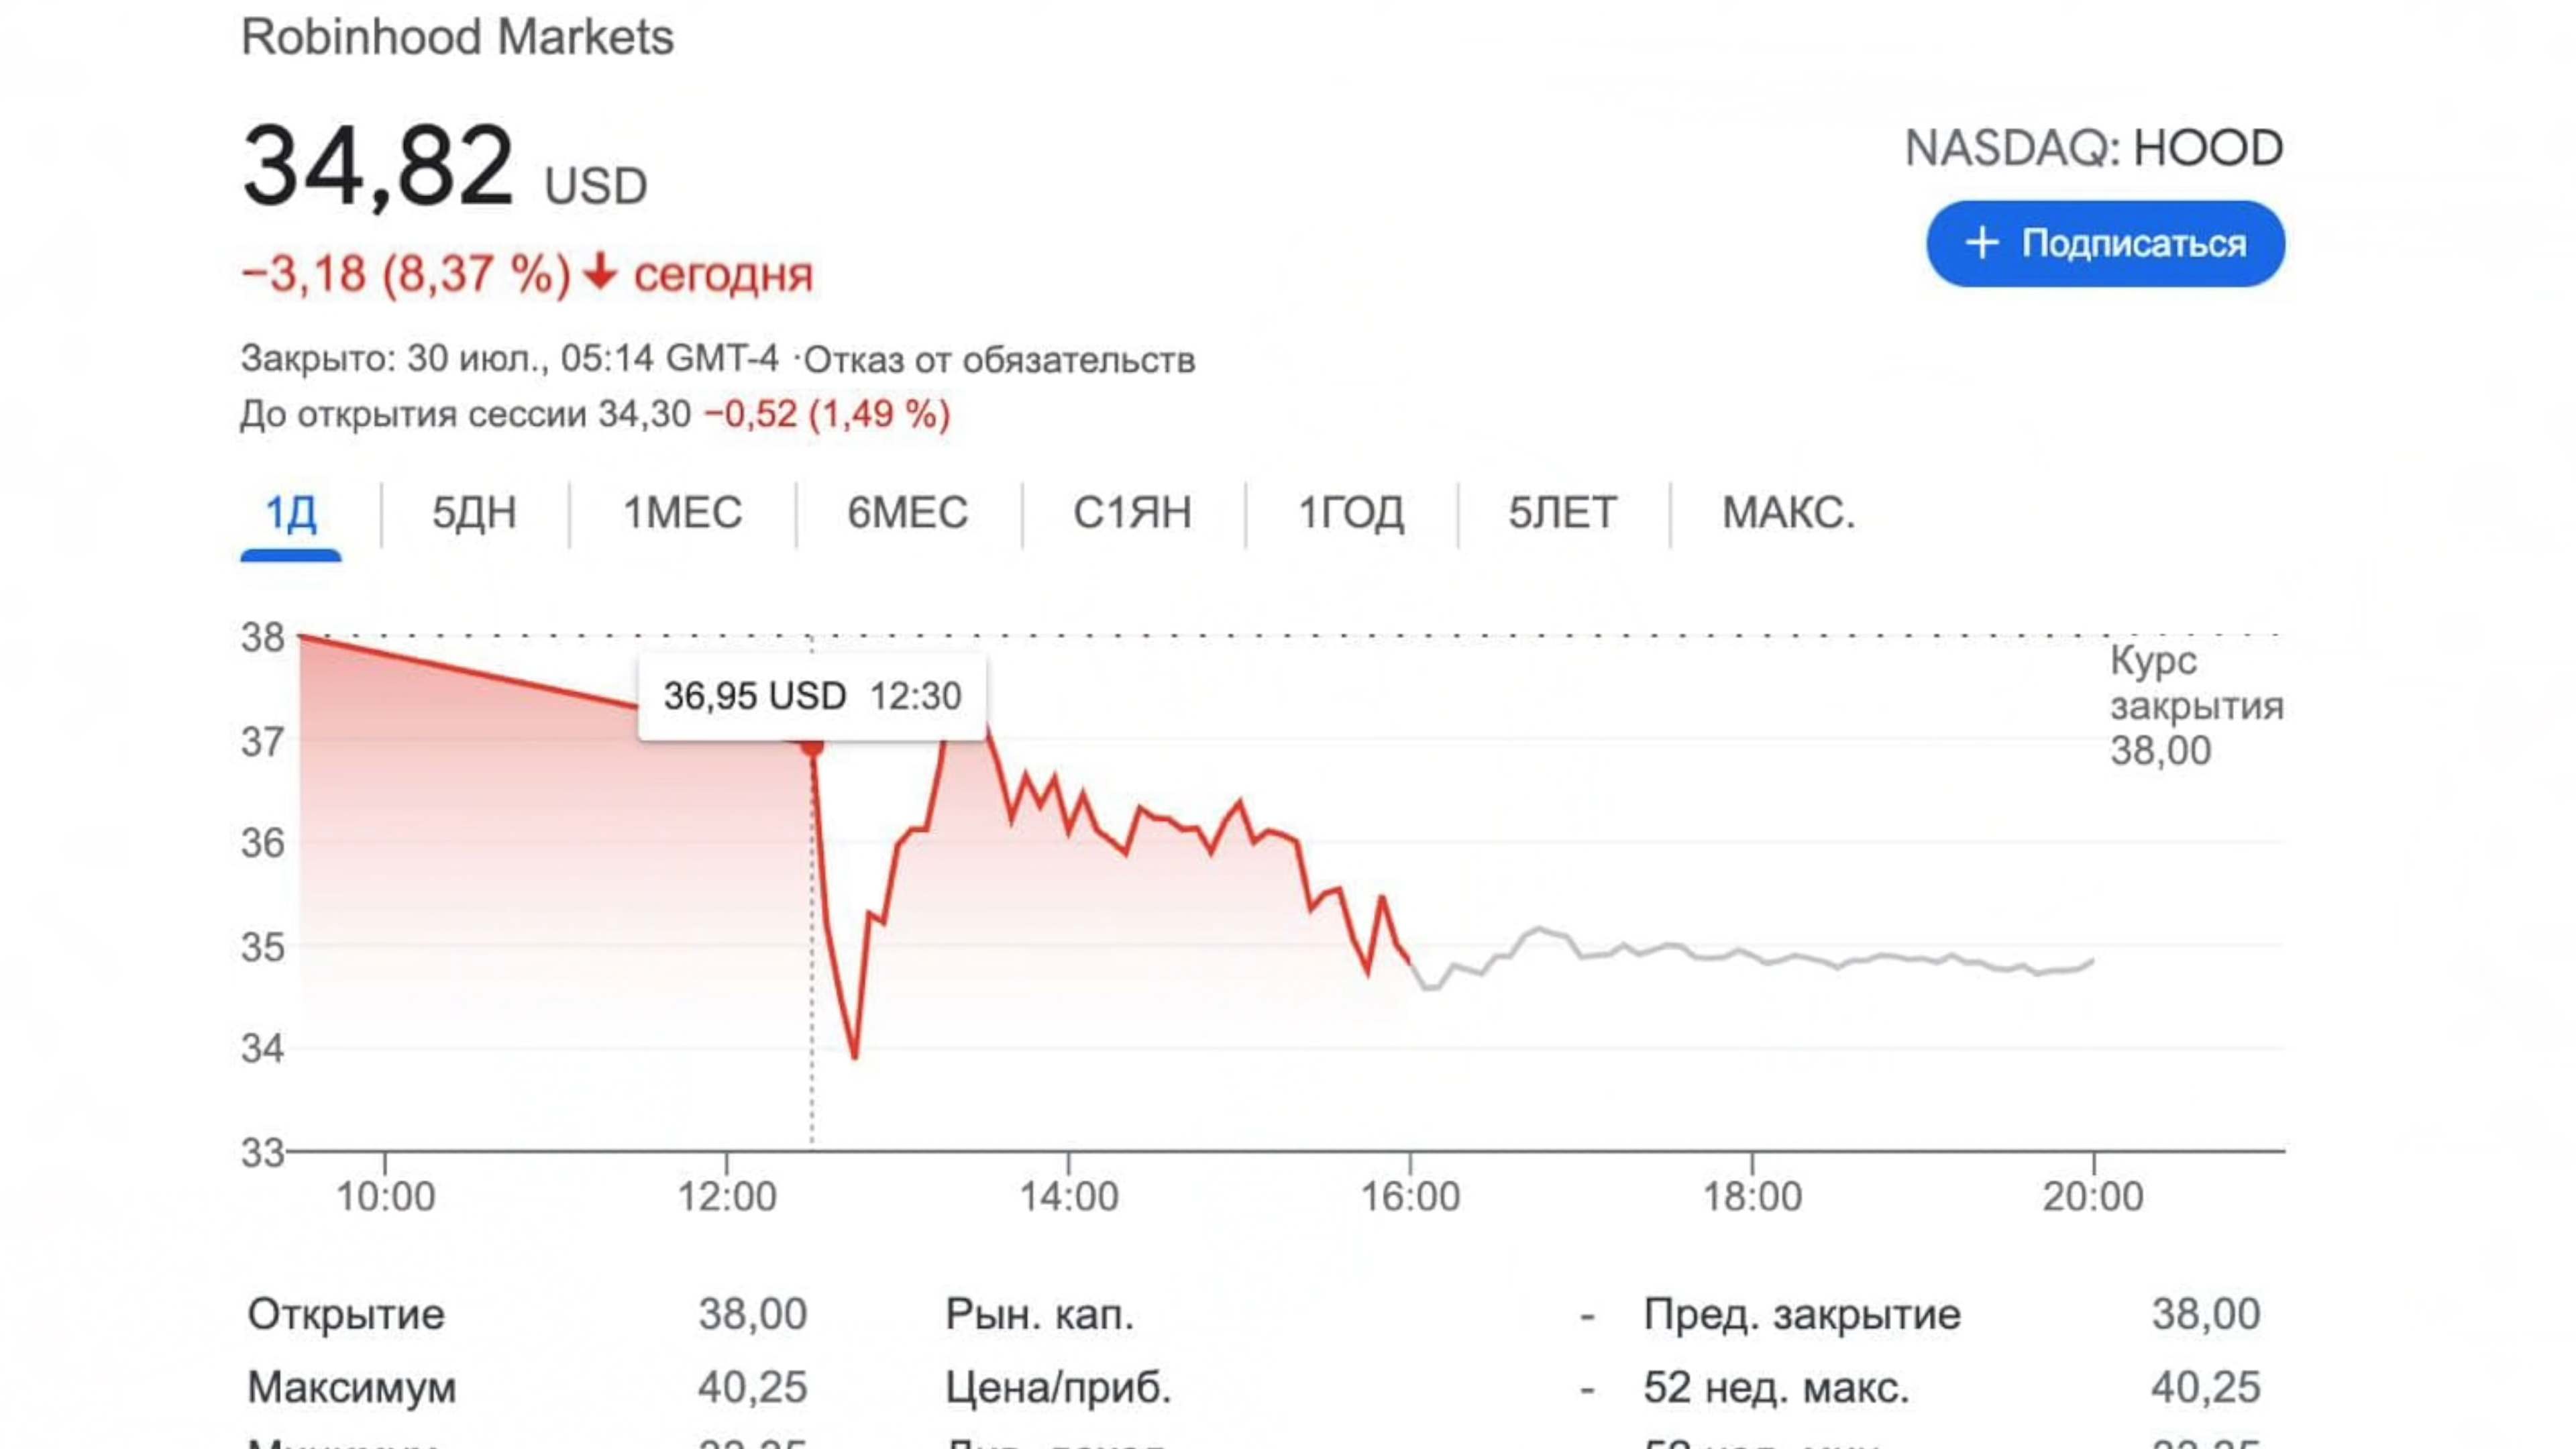 Robinhood Markets
34,82 USD
−3,18 (8,37 %) сегодня
NASDAQ: HOOD
+ Подписаться
Закрыто: 30 июл., 05:14 GMT-4 ·Отказ от обязательств
До открытия сессии 34,30 −0,52 (1,49 %)
1Д 5ДН 1МЕС 6МЕС С1ЯН 1ГОД 5ЛЕТ МАКС.
38
37
36
35
34
33
36,95 USD 12:30
Курс
закрытия
38,00
10:00 12:00 14:00 16:00 18:00 20:00
Открытие 38,00 Рын. кап. - Пред. закрытие 38,00
Максимум 40,25 Цена/приб. - 52 нед. макс. 40,25